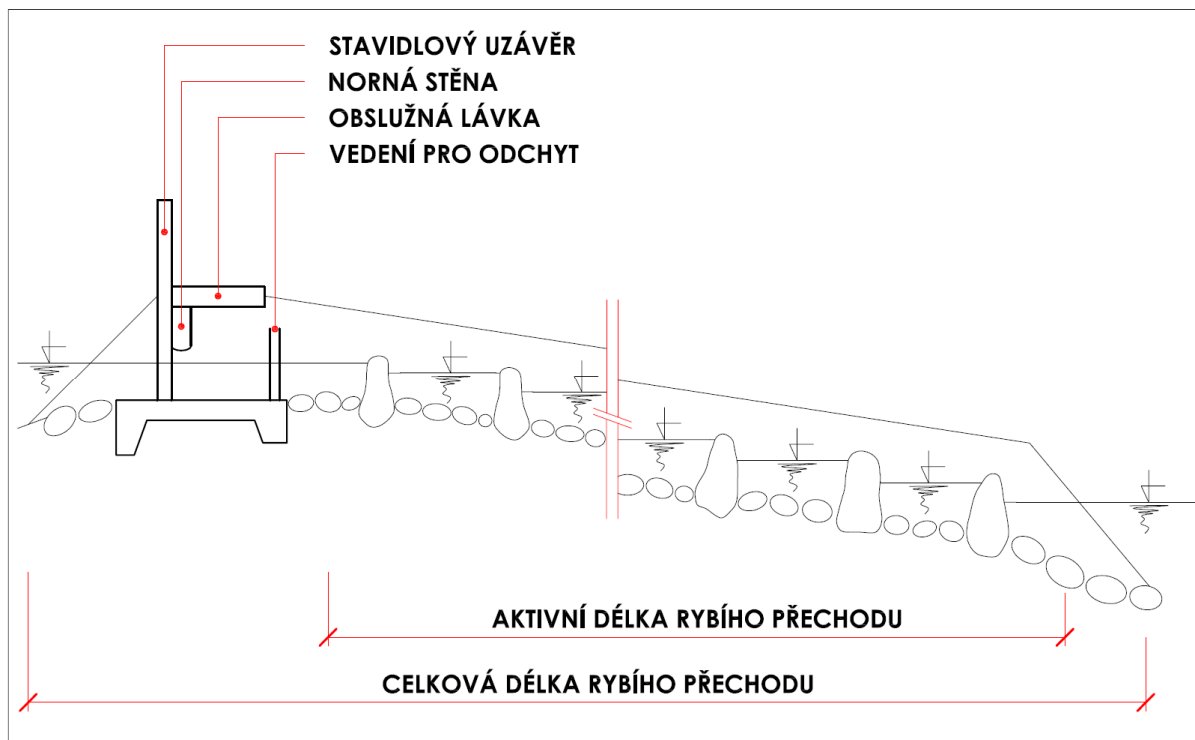 STAVIDLOVÝ UZÁVĚR
NORNÁ STĚNA
OBSLUŽNÁ LÁVKA
VEDENÍ PRO ODCHYT
AKTIVNÍ DÉLKA RYBÍHO PŘECHODU
CELKOVÁ DÉLKA RYBÍHO PŘECHODU